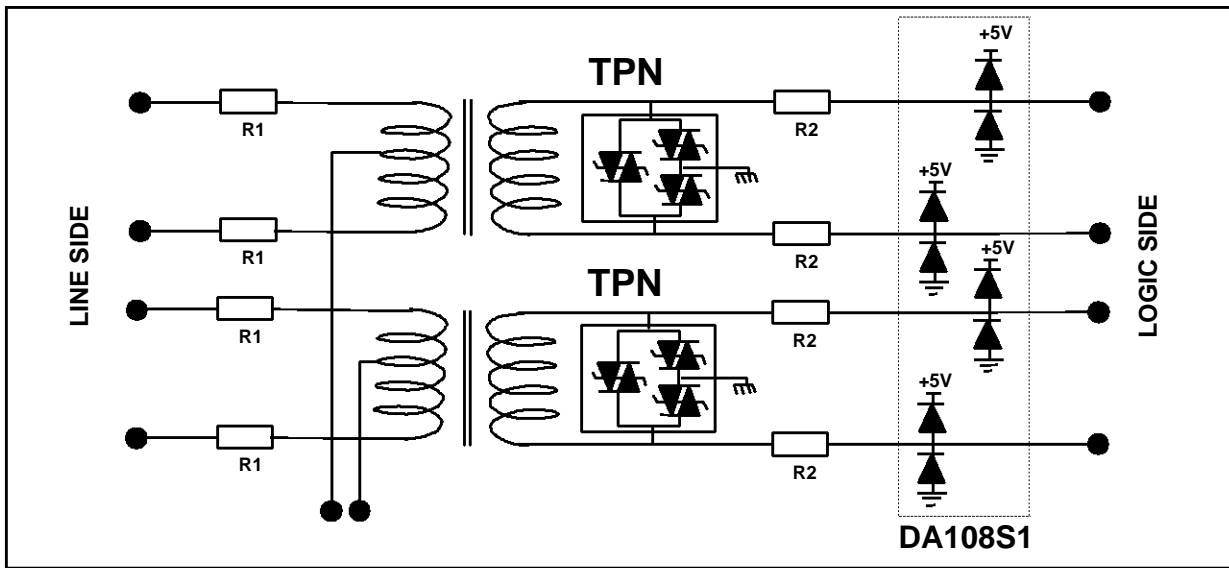 +5V
TPN
R1
R2
+5V
R1
R2
TPN
+5V
R1
R2
+5V
R1
R2
LINE SIDE
LOGIC SIDE
DA108S1